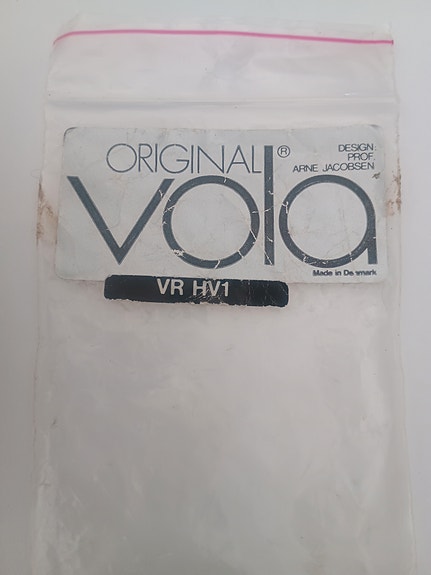 ORIGINAL
vola®
DESIGN:
PROF.
ARNE JACOBSEN
Made in Denmark
VR HV1